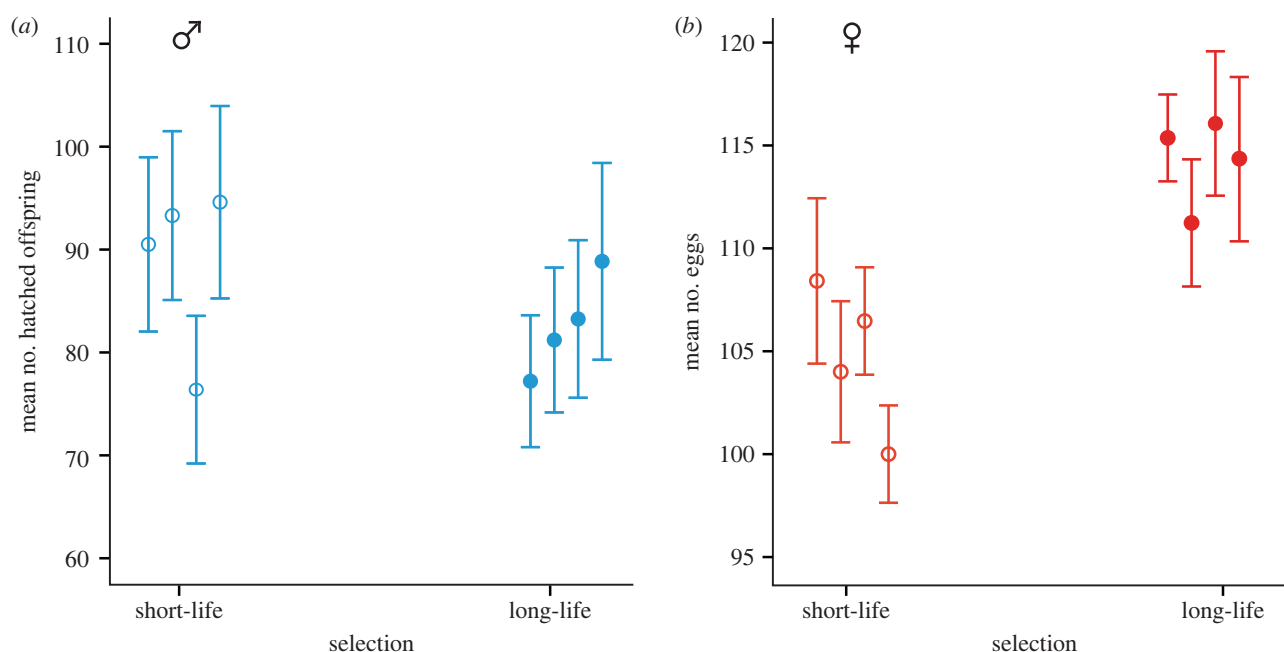 (a)
♂
mean no. hatched offspring
110
100
90
80
70
60
short-life
long-life
selection
(b)
♀
mean no. eggs
120
115
110
105
100
95
short-life
long-life
selection